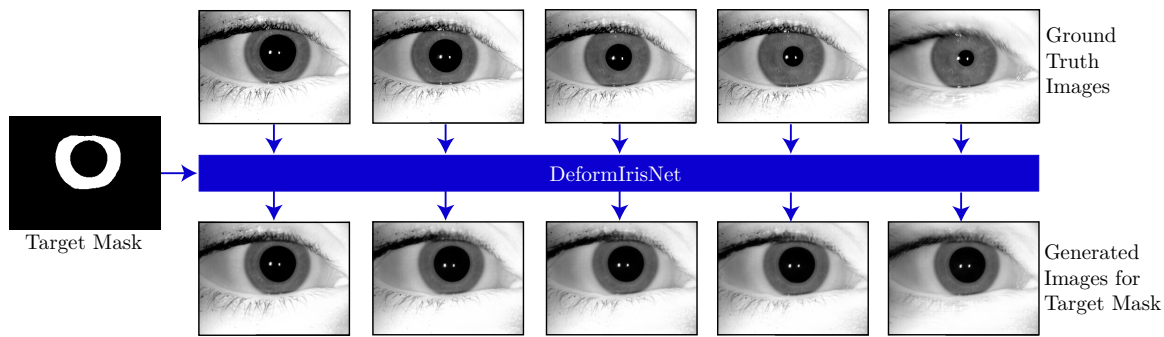 Ground
Truth
Images
DeformIrisNet
Target Mask
Generated
Images for
Target Mask